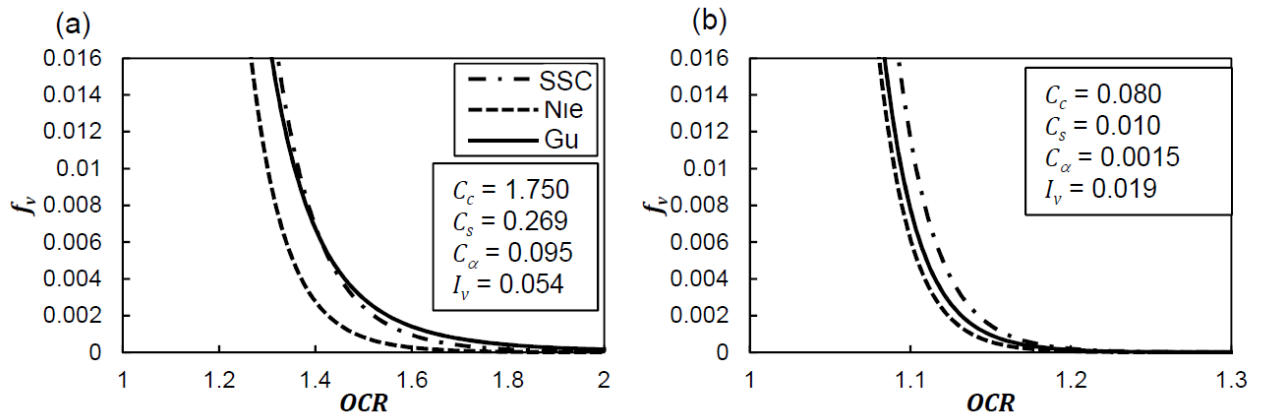 (a)
0.016
0.014
0.012
0.01
0.008
0.006
0.004
0.002
0
f_v
SSC
Nie
Gu
C_c = 1.750
C_s = 0.269
C_α = 0.095
I_v = 0.054
1 1.2 1.4 1.6 1.8 2
OCR
(b)
0.016
0.014
0.012
0.01
0.008
0.006
0.004
0.002
0
f_v
C_c = 0.080
C_s = 0.010
C_α = 0.0015
I_v = 0.019
1 1.1 1.2 1.3
OCR